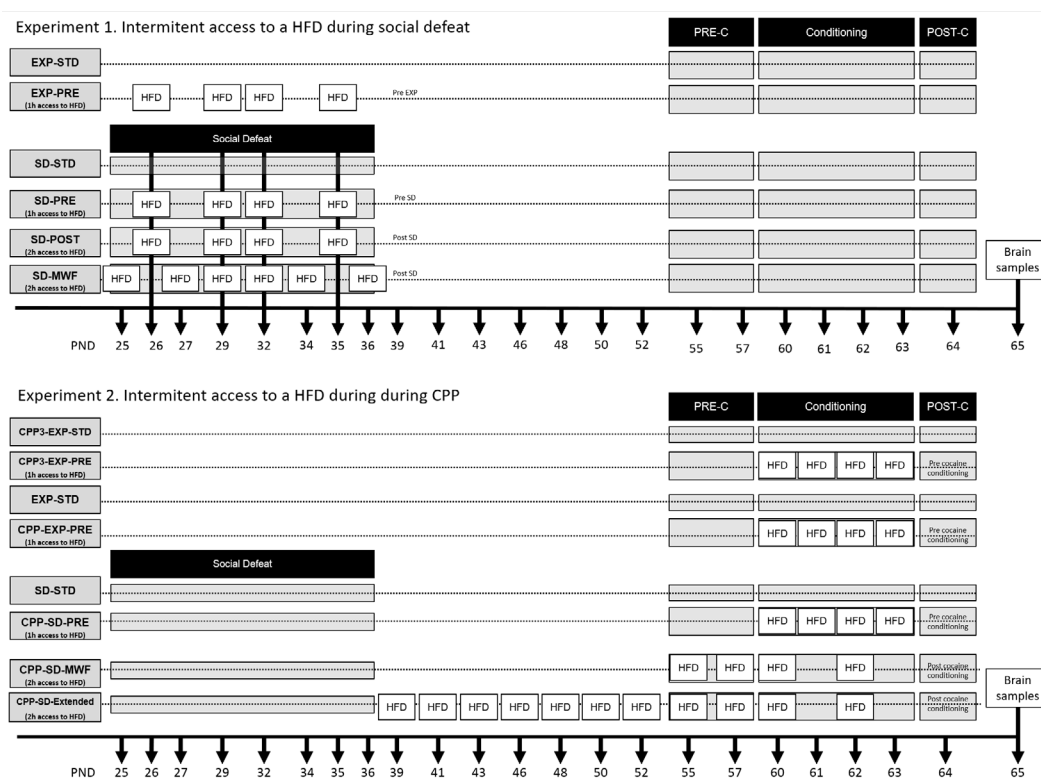 Experiment 1. Intermitent access to a HFD during social defeat
PRE-C Conditioning POST-C
EXP-STD
EXP-PRE
(1h access to HFD)
HFD HFD HFD HFD
Pre EXP
Social Defeat
SD-STD
SD-PRE
(1h access to HFD)
HFD HFD HFD HFD
Pre SD
SD-POST
(2h access to HFD)
HFD HFD HFD HFD
Post SD
SD-MWF
(2h access to HFD)
HFD HFD HFD HFD HFD HFD
Post SD
Brain
samples
PND 25 26 27 29 32 34 35 36 39 41 43 46 48 50 52 55 57 60 61 62 63 64 65
Experiment 2. Intermitent access to a HFD during during CPP
PRE-C Conditioning POST-C
CPP3-EXP-STD
CPP3-EXP-PRE
(1h access to HFD)
HFD HFD HFD HFD
Pre cocaine
conditioning
EXP-STD
CPP-EXP-PRE
(1h access to HFD)
HFD HFD HFD HFD
Pre cocaine
conditioning
Social Defeat
SD-STD
CPP-SD-PRE
(1h access to HFD)
HFD HFD HFD HFD
Pre cocaine
conditioning
CPP-SD-MWF
(2h access to HFD)
HFD HFD HFD HFD
Post cocaine
conditioning
CPP-SD-Extended
(2h access to HFD)
HFD HFD HFD HFD HFD HFD HFD HFD HFD HFD HFD
Post cocaine
conditioning
Brain
samples
PND 25 26 27 29 32 34 35 36 39 41 43 46 48 50 52 55 57 60 61 62 63 64 65